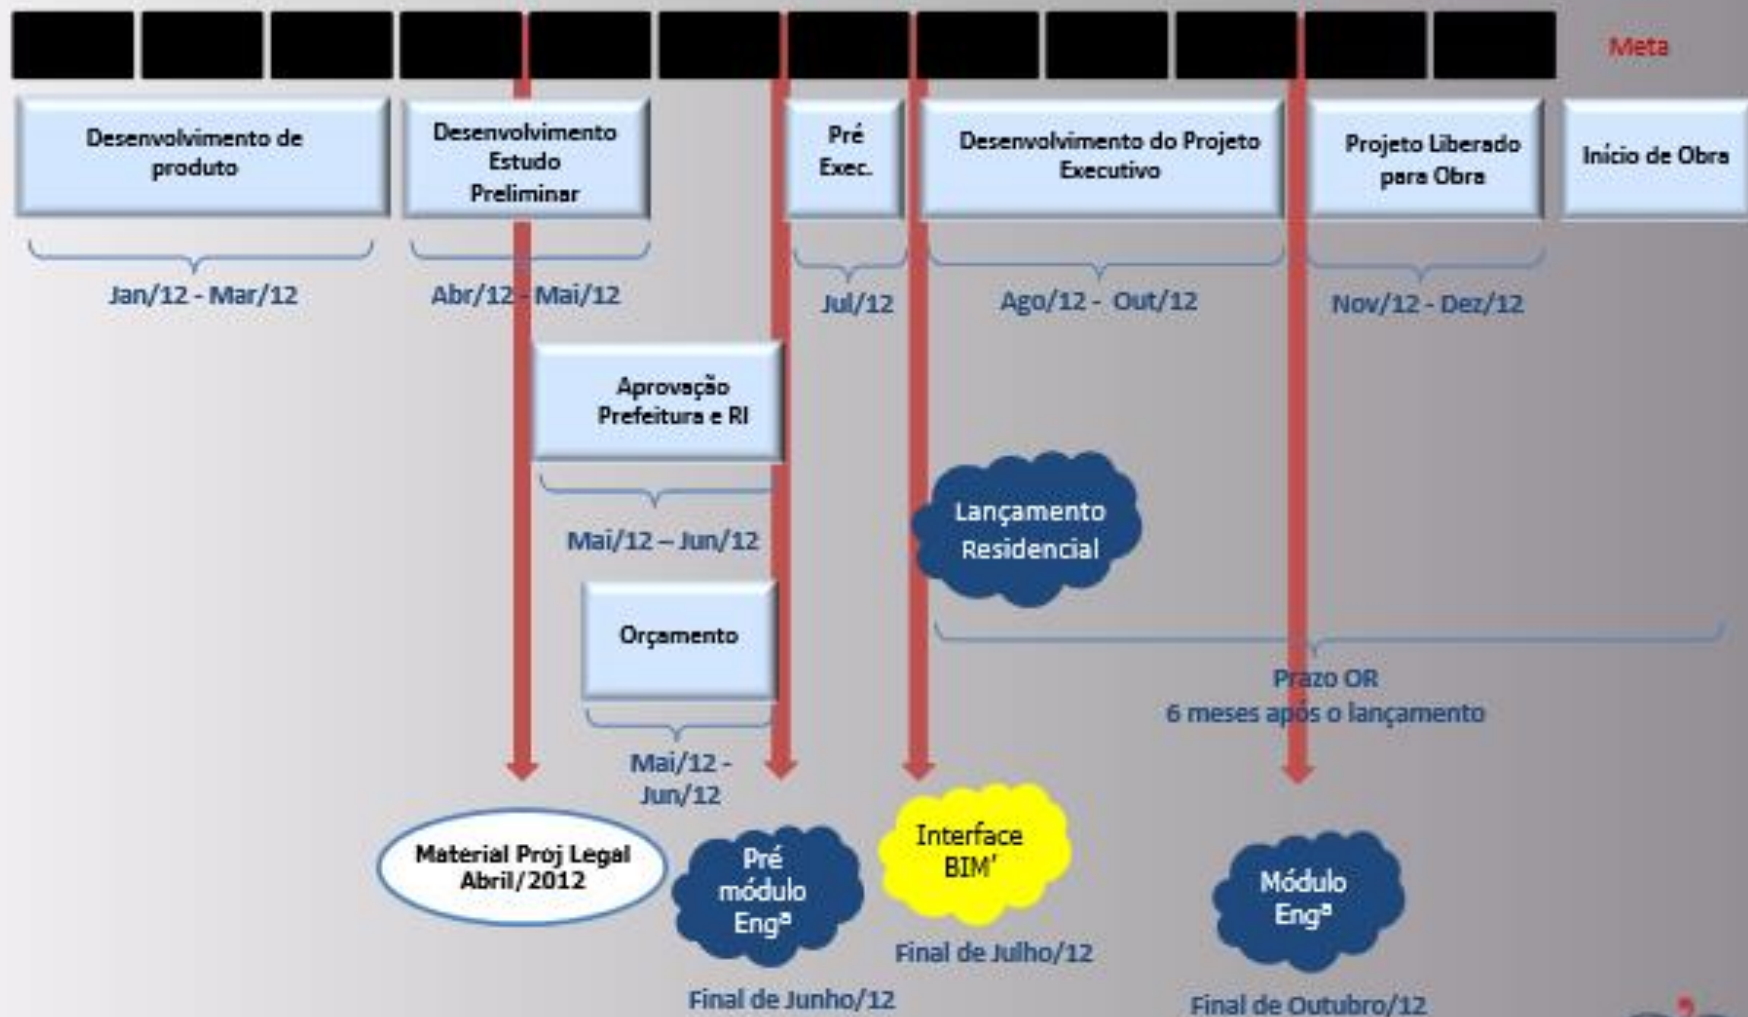 Meta
Desenvolvimento de
produto
Desenvolvimento
Estudo
Preliminar
Pré
Exec.
Desenvolvimento do Projeto
Executivo
Projeto Liberado
para Obra
Início de Obra
Jan/12 - Mar/12
Abr/12 - Mai/12
Jul/12
Ago/12 - Out/12
Nov/12 - Dez/12
Aprovação
Prefeitura e RI
Mai/12 – Jun/12
Lançamento
Residencial
Orçamento
Prazo OR
6 meses após o lançamento
Mai/12 -
Jun/12
Material Proj Legal
Abril/2012
Pré
módulo
Engª
Final de Junho/12
Interface
BIM'
Final de Julho/12
Módulo
Engª
Final de Outubro/12